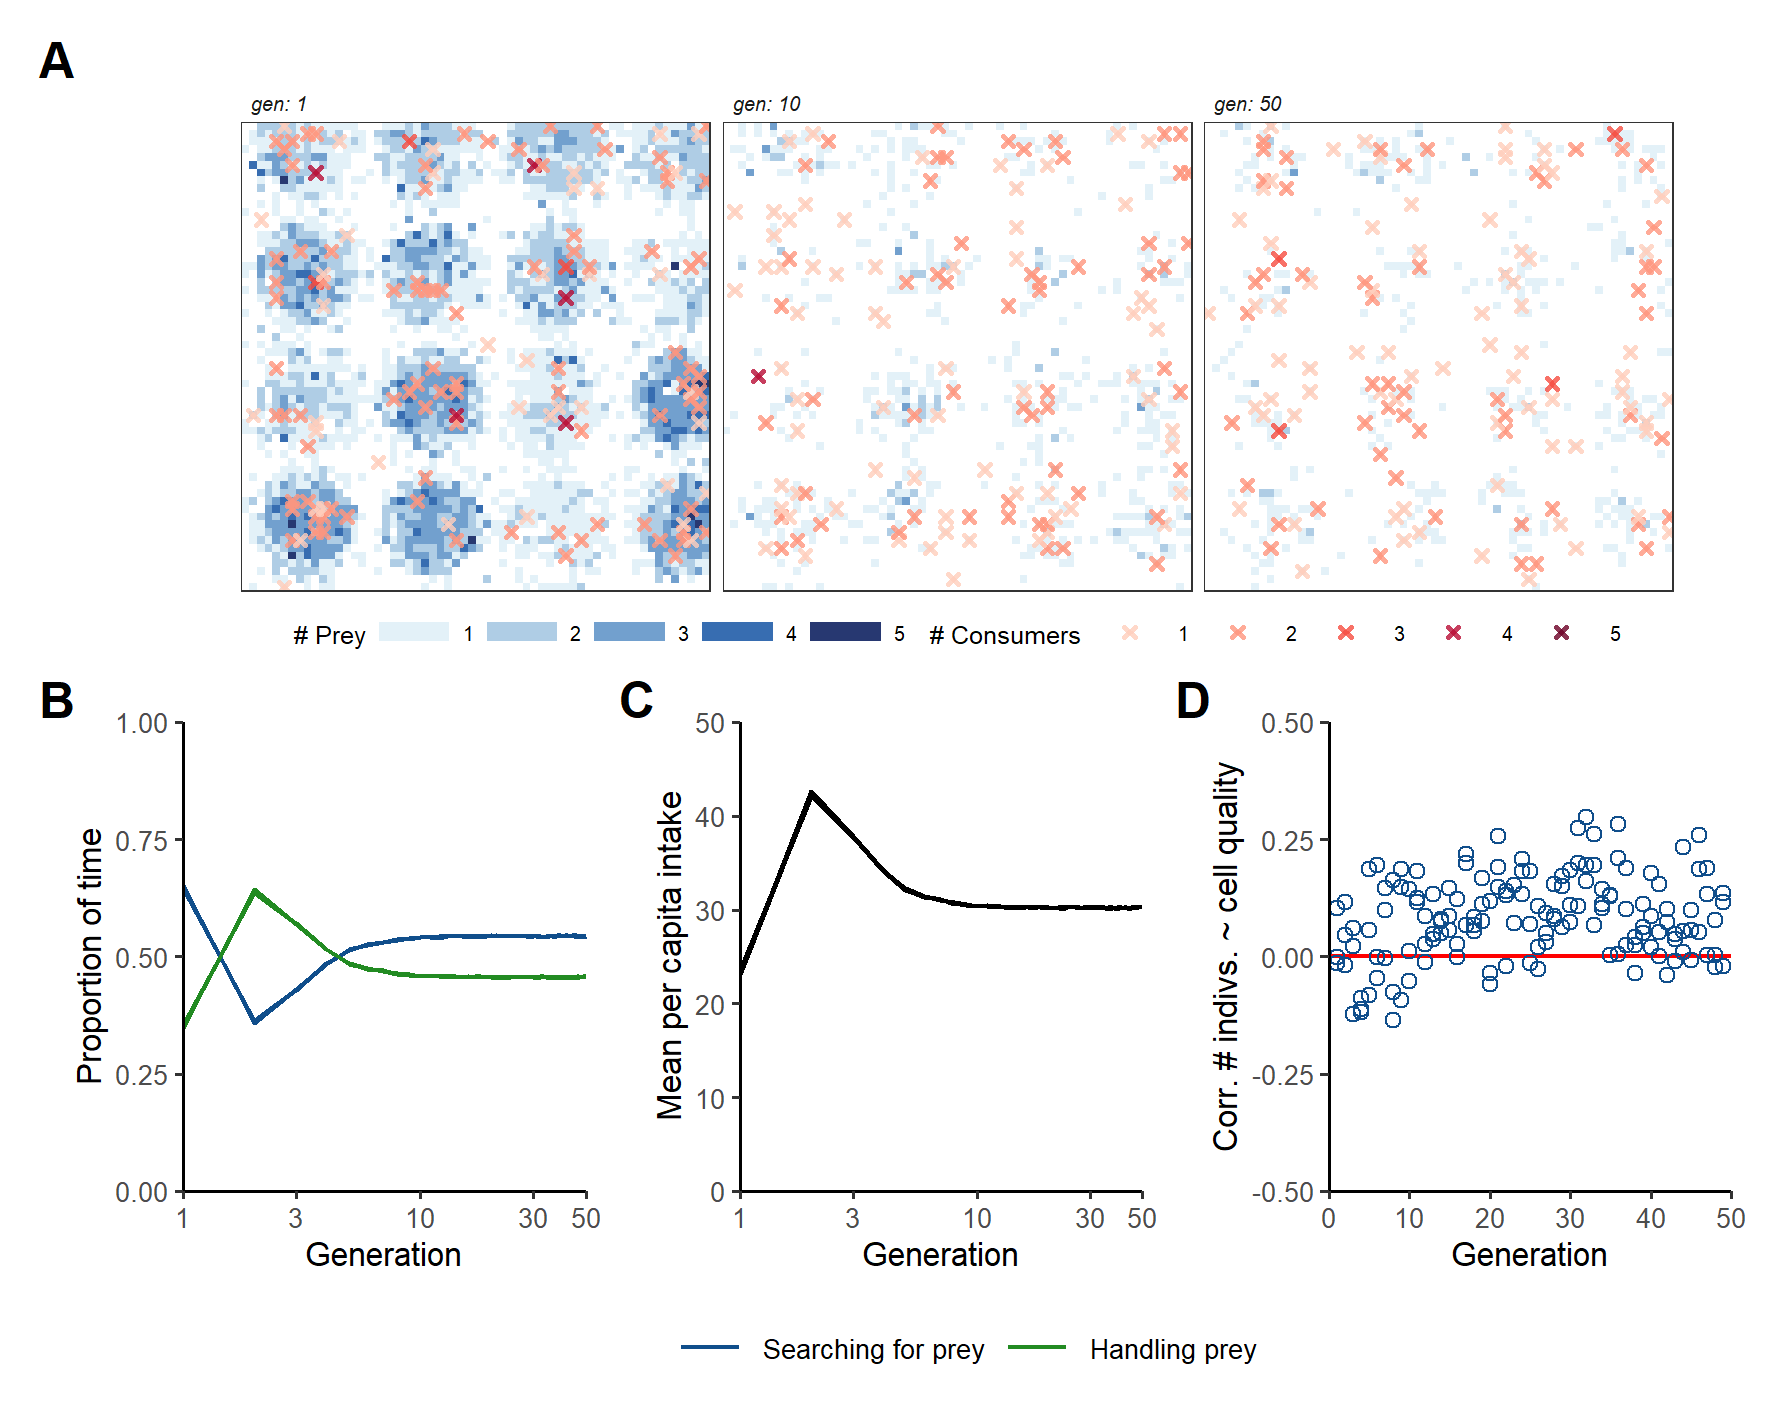 A
gen: 1
gen: 10
gen: 50
# Prey 1 2 3 4 5 # Consumers 1 2 3 4 5
B
Proportion of time
1.00
0.75
0.50
0.25
0.00
1 3 10 30 50
Generation
C
Mean per capita intake
50
40
30
20
10
0
1 3 10 30 50
Generation
D
Corr. # indivs. ~ cell quality
0.50
0.25
0.00
-0.25
-0.50
0 10 20 30 40 50
Generation
Searching for prey Handling prey